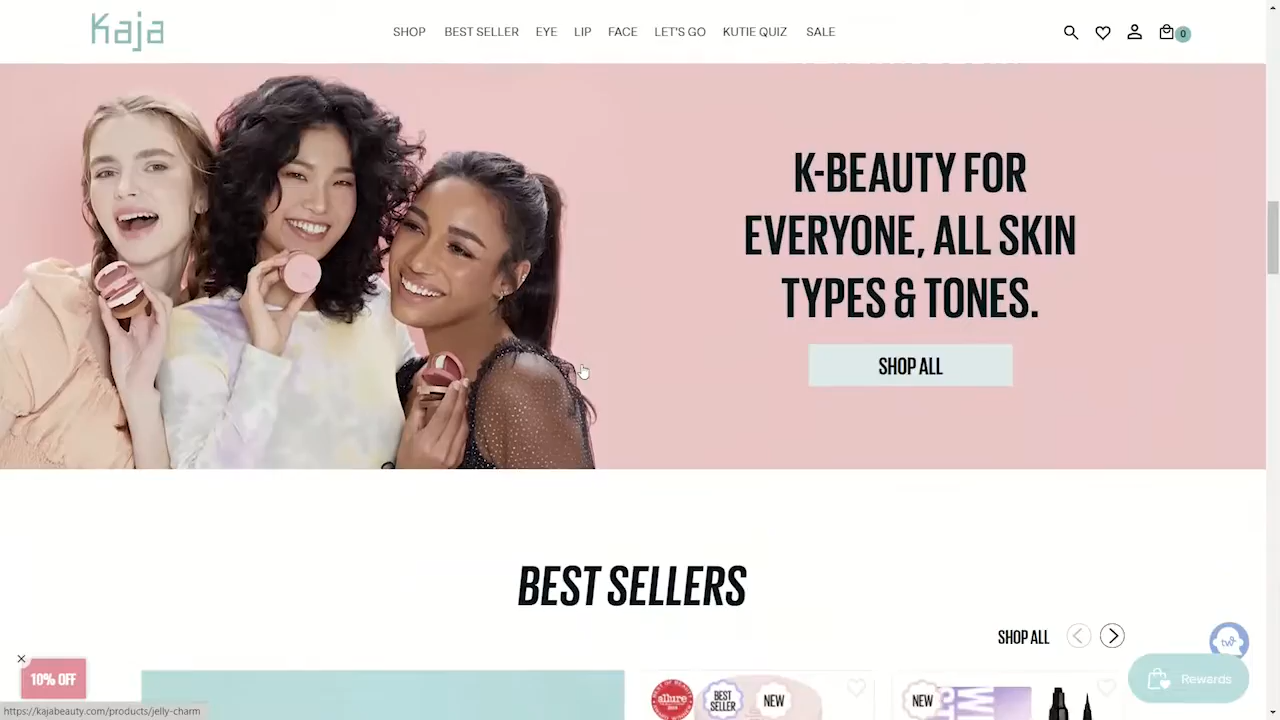 Kaja
SHOP BEST SELLER EYE LIP FACE LET'S GO KUTIE QUIZ SALE
0
K-BEAUTY FOR
EVERYONE, ALL SKIN
TYPES & TONES.
SHOP ALL
BEST SELLERS
SHOP ALL
10% OFF
Rewards
allure
BEST
SELLER
NEW
NEW
https://kajabeauty.com/products/jelly-charm